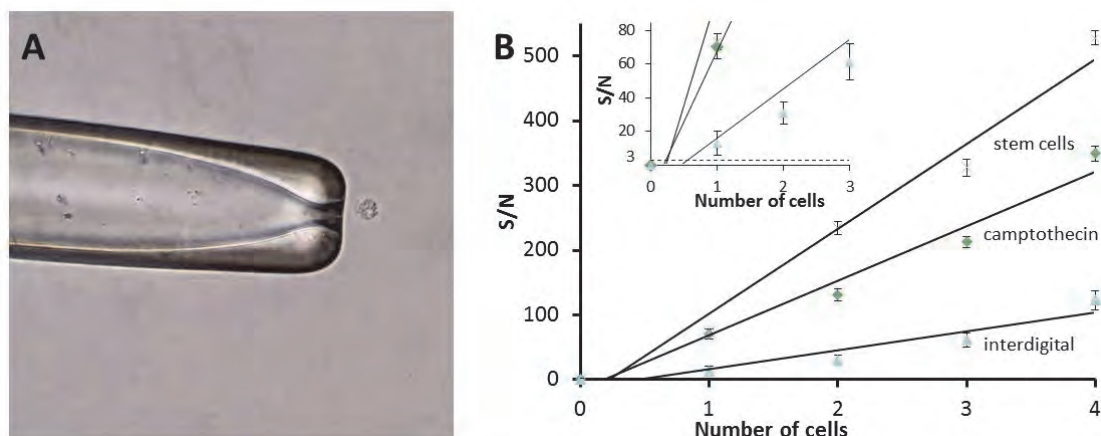 A
B
S/N
500
400
300
200
100
0
0
1
2
3
4
Number of cells
stem cells
camptothecin
interdigital
S/N
80
60
40
20
3
0
1
2
3
Number of cells